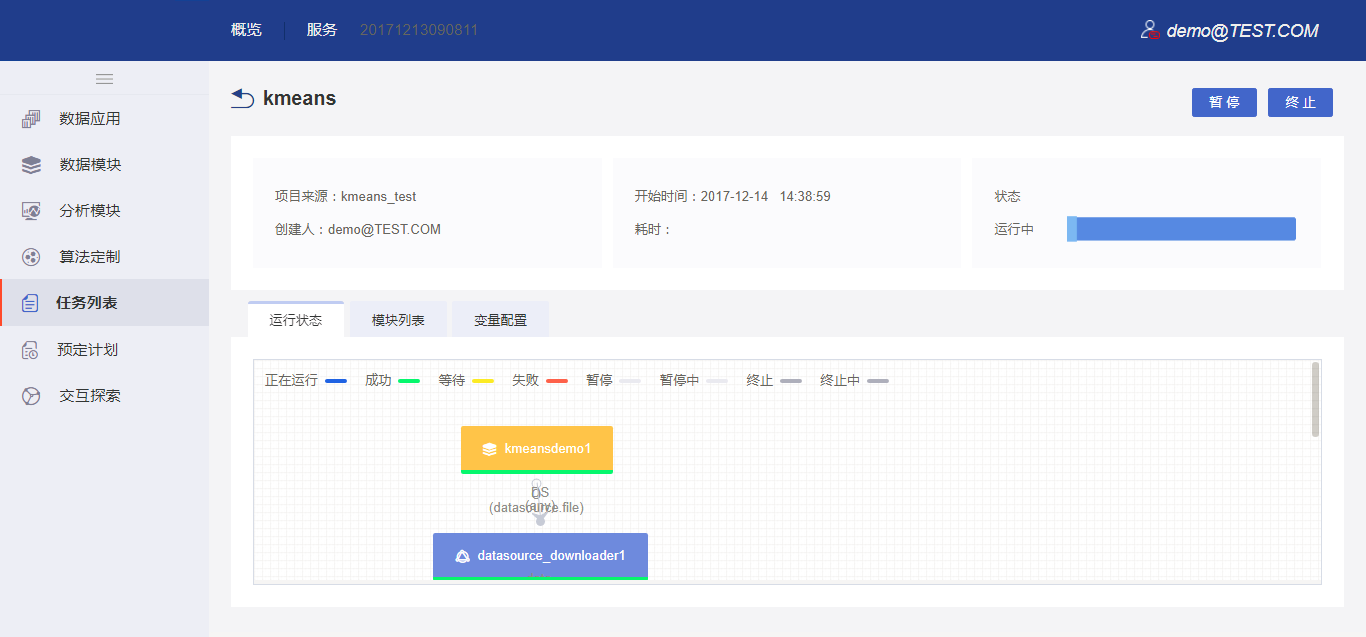 概览 服务 20171213090811 demo@TEST.COM
kmeans
暂停 终止
数据应用
数据模块
分析模块
算法定制
任务列表
预定计划
交互探索
项目来源：kmeans_test
创建人：demo@TEST.COM
开始时间：2017-12-14 14:38:59
耗时：
状态
运行中
运行状态 模块列表 变量配置
正在运行 成功 等待 失败 暂停 暂停中 终止 终止中
kmeansdemo1
DS
(datasource.file)
(any)
datasource_downloader1